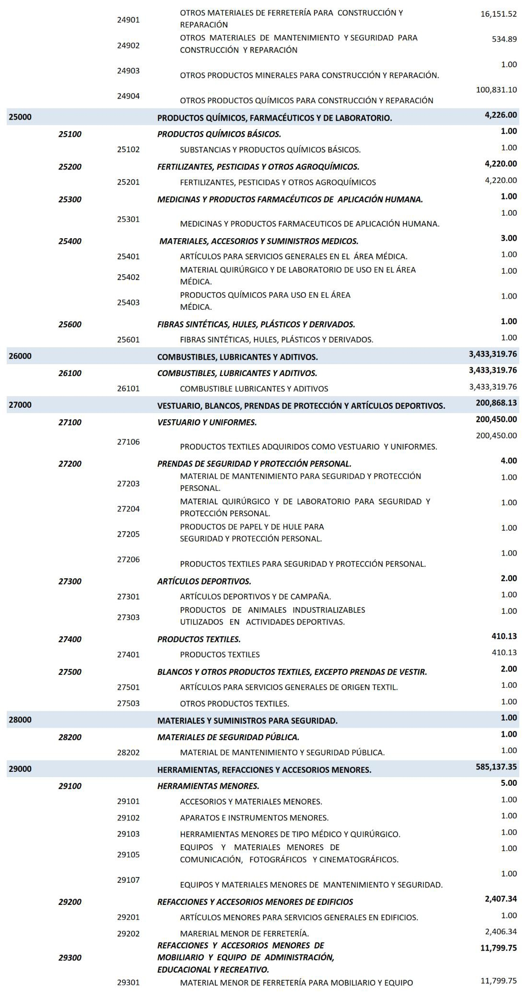 24901 OTROS MATERIALES DE FERRETERÍA PARA CONSTRUCCIÓN Y 16,151.52
REPARACIÓN
24902 OTROS MATERIALES DE MANTENIMIENTO Y SEGURIDAD PARA 534.89
CONSTRUCCIÓN Y REPARACIÓN
24903 OTROS PRODUCTOS MINERALES PARA CONSTRUCCIÓN Y REPARACIÓN. 1.00
24904 OTROS PRODUCTOS QUÍMICOS PARA CONSTRUCCIÓN Y REPARACIÓN 100,831.10
25000 PRODUCTOS QUÍMICOS, FARMACÉUTICOS Y DE LABORATORIO. 4,226.00
25100 PRODUCTOS QUÍMICOS BÁSICOS. 1.00
25102 SUBSTANCIAS Y PRODUCTOS QUÍMICOS BÁSICOS. 1.00
25200 FERTILIZANTES, PESTICIDAS Y OTROS AGROQUÍMICOS. 4,220.00
25201 FERTILIZANTES, PESTICIDAS Y OTROS AGROQUÍMICOS 4,220.00
25300 MEDICINAS Y PRODUCTOS FARMACÉUTICOS DE APLICACIÓN HUMANA. 1.00
25301 MEDICINAS Y PRODUCTOS FARMACEUTICOS DE APLICACIÓN HUMANA. 1.00
25400 MATERIALES, ACCESORIOS Y SUMINISTROS MEDICOS. 3.00
25401 ARTÍCULOS PARA SERVICIOS GENERALES EN EL ÁREA MÉDICA. 1.00
25402 MATERIAL QUIRÚRGICO Y DE LABORATORIO DE USO EN EL ÁREA 1.00
MÉDICA.
25403 PRODUCTOS QUÍMICOS PARA USO EN EL ÁREA 1.00
MÉDICA.
25600 FIBRAS SINTÉTICAS, HULES, PLÁSTICOS Y DERIVADOS. 1.00
25601 FIBRAS SINTÉTICAS, HULES, PLÁSTICOS Y DERIVADOS. 1.00
26000 COMBUSTIBLES, LUBRICANTES Y ADITIVOS. 3,433,319.76
26100 COMBUSTIBLES, LUBRICANTES Y ADITIVOS. 3,433,319.76
26101 COMBUSTIBLE LUBRICANTES Y ADITIVOS 3,433,319.76
27000 VESTUARIO, BLANCOS, PRENDAS DE PROTECCIÓN Y ARTÍCULOS DEPORTIVOS. 200,868.13
27100 VESTUARIO Y UNIFORMES. 200,450.00
27106 PRODUCTOS TEXTILES ADQUIRIDOS COMO VESTUARIO Y UNIFORMES. 200,450.00
27200 PRENDAS DE SEGURIDAD Y PROTECCIÓN PERSONAL. 4.00
27203 MATERIAL DE MANTENIMIENTO PARA SEGURIDAD Y PROTECCIÓN 1.00
PERSONAL.
27204 MATERIAL QUIRÚRGICO Y DE LABORATORIO PARA SEGURIDAD Y 1.00
PROTECCIÓN PERSONAL.
27205 PRODUCTOS DE PAPEL Y DE HULE PARA 1.00
SEGURIDAD Y PROTECCIÓN PERSONAL.
27206 PRODUCTOS TEXTILES PARA SEGURIDAD Y PROTECCIÓN PERSONAL. 1.00
27300 ARTÍCULOS DEPORTIVOS. 2.00
27301 ARTÍCULOS DEPORTIVOS Y DE CAMPAÑA. 1.00
27303 PRODUCTOS DE ANIMALES INDUSTRIALIZABLES 1.00
UTILIZADOS EN ACTIVIDADES DEPORTIVAS.
27400 PRODUCTOS TEXTILES. 410.13
27401 PRODUCTOS TEXTILES 410.13
27500 BLANCOS Y OTROS PRODUCTOS TEXTILES, EXCEPTO PRENDAS DE VESTIR. 2.00
27501 ARTÍCULOS PARA SERVICIOS GENERALES DE ORIGEN TEXTIL. 1.00
27503 OTROS PRODUCTOS TEXTILES. 1.00
28000 MATERIALES Y SUMINISTROS PARA SEGURIDAD. 1.00
28200 MATERIALES DE SEGURIDAD PÚBLICA. 1.00
28202 MATERIAL DE MANTENIMIENTO Y SEGURIDAD PÚBLICA. 1.00
29000 HERRAMIENTAS, REFACCIONES Y ACCESORIOS MENORES. 585,137.35
29100 HERRAMIENTAS MENORES. 5.00
29101 ACCESORIOS Y MATERIALES MENORES. 1.00
29102 APARATOS E INSTRUMENTOS MENORES. 1.00
29103 HERRAMIENTAS MENORES DE TIPO MÉDICO Y QUIRÚRGICO. 1.00
29105 EQUIPOS Y MATERIALES MENORES DE 1.00
COMUNICACIÓN, FOTOGRÁFICOS Y CINEMATOGRÁFICOS.
29107 EQUIPOS Y MATERIALES MENORES DE MANTENIMIENTO Y SEGURIDAD. 1.00
29200 REFACCIONES Y ACCESORIOS MENORES DE EDIFICIOS 2,407.34
29201 ARTÍCULOS MENORES PARA SERVICIOS GENERALES EN EDIFICIOS. 1.00
29202 MARERIAL MENOR DE FERRETERÍA. 2,406.34
29300 REFACCIONES Y ACCESORIOS MENORES DE 11,799.75
MOBILIARIO Y EQUIPO DE ADMINISTRACIÓN,
EDUCACIONAL Y RECREATIVO.
29301 MATERIAL MENOR DE FERRETERÍA PARA MOBILIARIO Y EQUIPO 11,799.75